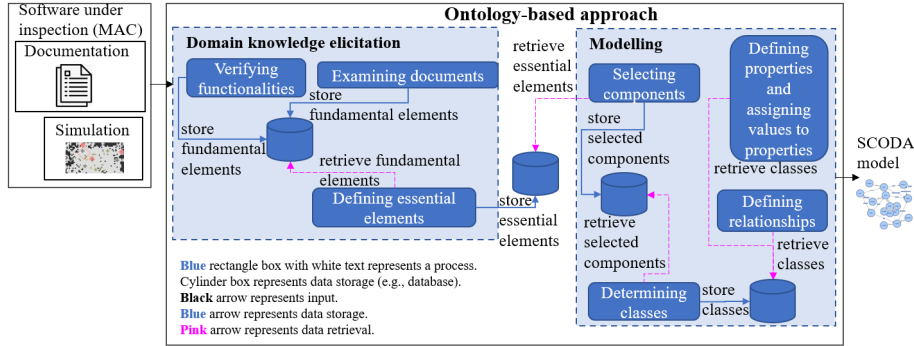 Software under
inspection (MAC)
Documentation
Simulation
Ontology-based approach
Domain knowledge elicitation
Verifying
functionalities
Examining documents
store
fundamental elements
store
fundamental
elements
retrieve fundamental
elements
Defining essential
elements
retrieve
essential
elements
store
essential
elements
Modelling
Selecting
components
store
selected
components
retrieve
selected
components
Determining
classes
store
classes
Defining
properties
and
assigning
values to
properties
retrieve classes
Defining
relationships
retrieve
classes
SCODA
model
Blue rectangle box with white text represents a process.
Cylinder box represents data storage (e.g., database).
Black arrow represents input.
Blue arrow represents data storage.
Pink arrow represents data retrieval.